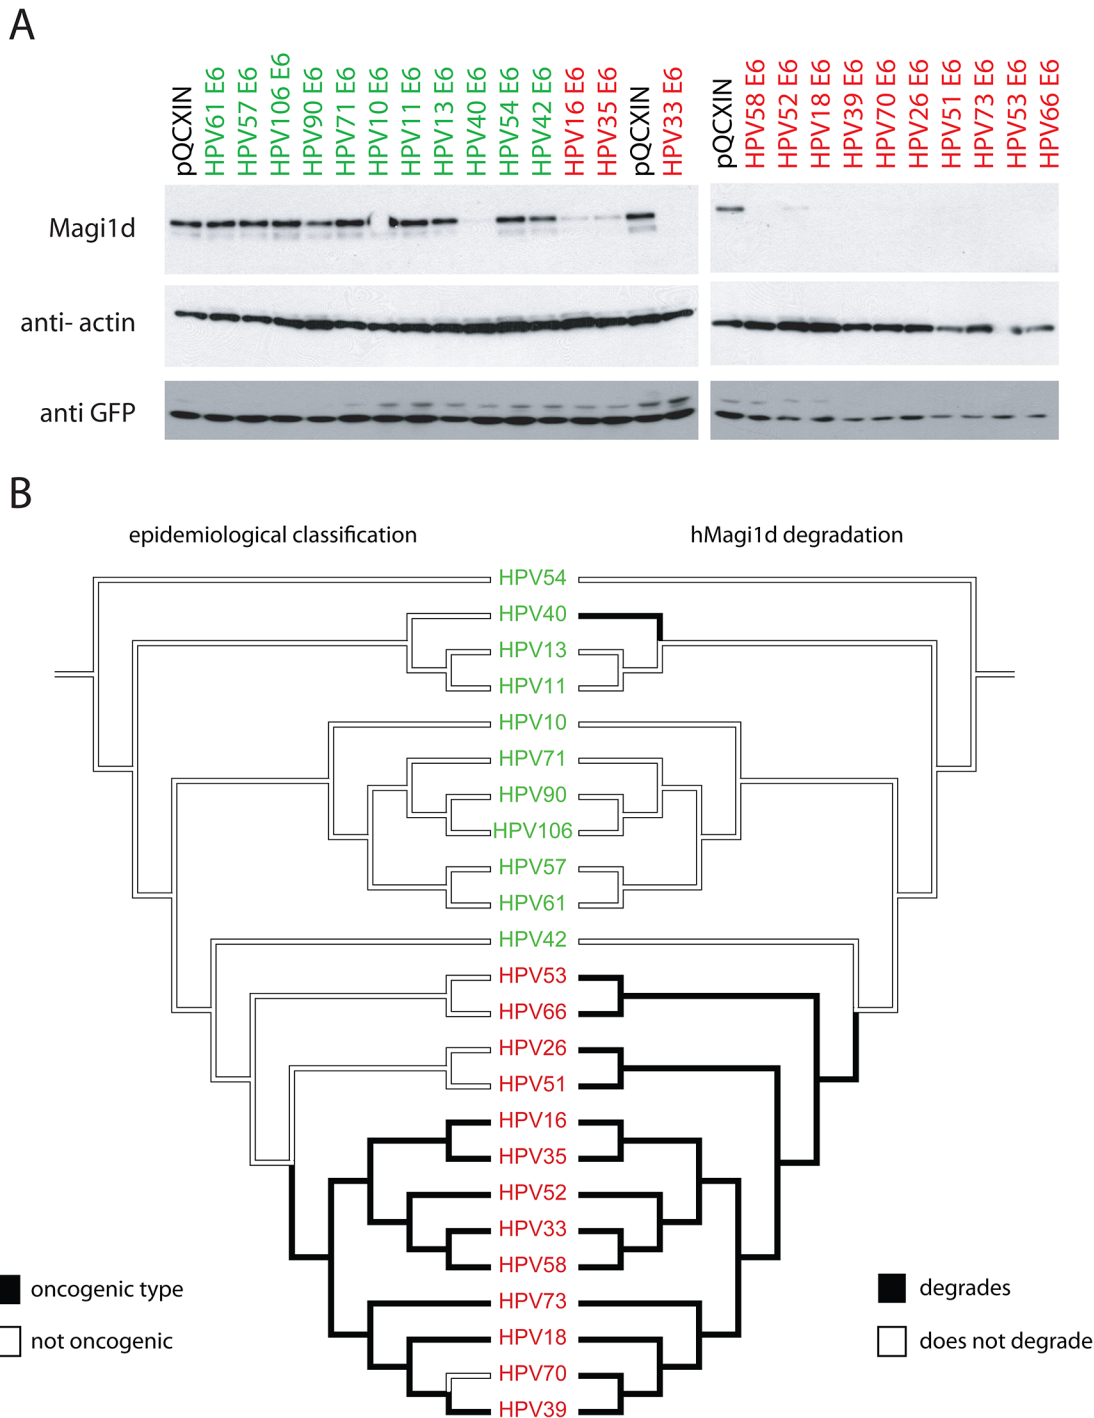 A
pQCXIN
HPV61 E6
HPV57 E6
HPV106 E6
HPV90 E6
HPV71 E6
HPV10 E6
HPV11 E6
HPV13 E6
HPV40 E6
HPV54 E6
HPV42 E6
HPV16 E6
HPV35 E6
pQCXIN
HPV33 E6
pQCXIN
HPV58 E6
HPV52 E6
HPV18 E6
HPV39 E6
HPV70 E6
HPV26 E6
HPV51 E6
HPV73 E6
HPV53 E6
HPV66 E6
Magi1d
anti- actin
anti GFP
B
epidemiological classification
hMagi1d degradation
HPV54
HPV40
HPV13
HPV11
HPV10
HPV71
HPV90
HPV106
HPV57
HPV61
HPV42
HPV53
HPV66
HPV26
HPV51
HPV16
HPV35
HPV52
HPV33
HPV58
HPV73
HPV18
HPV70
HPV39
oncogenic type
not oncogenic
degrades
does not degrade